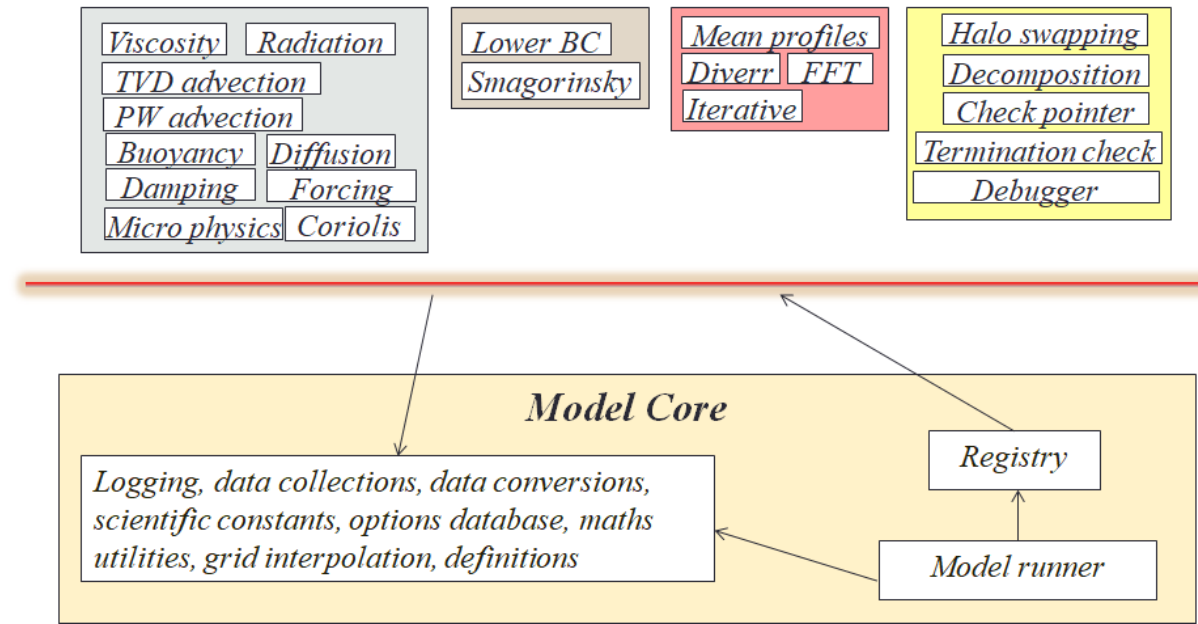 Viscosity
Radiation
TVD advection
PW advection
Buoyancy
Diffusion
Damping
Forcing
Micro physics
Coriolis
Lower BC
Smagorinsky
Mean profiles
Diverr
FFT
Iterative
Halo swapping
Decomposition
Check pointer
Termination check
Debugger
Model Core
Logging, data collections, data conversions,
scientific constants, options database, maths
utilities, grid interpolation, definitions
Registry
Model runner